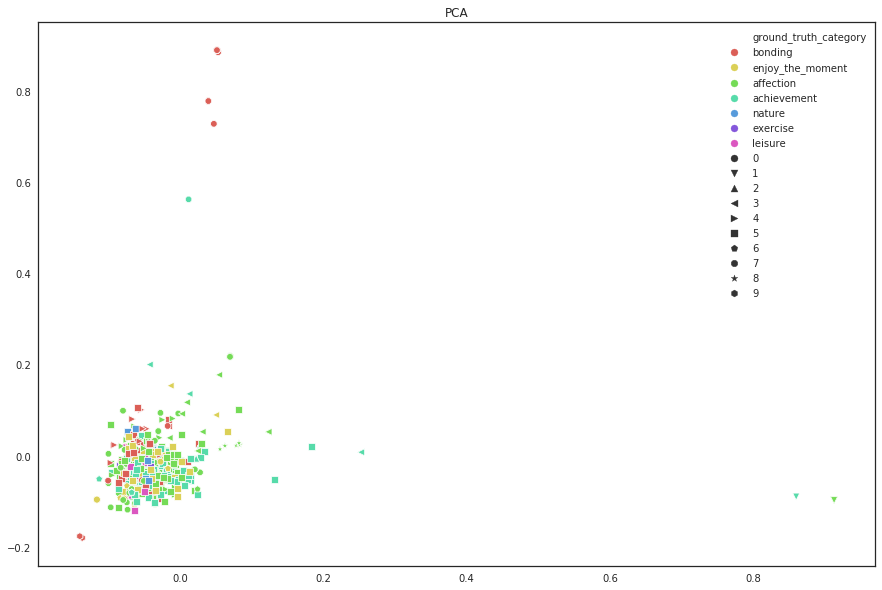 PCA
ground_truth_category
bonding
enjoy_the_moment
affection
achievement
nature
exercise
leisure
0
1
2
3
4
5
6
7
8
9
0.8
0.6
0.4
0.2
0.0
−0.2
0.0 0.2 0.4 0.6 0.8